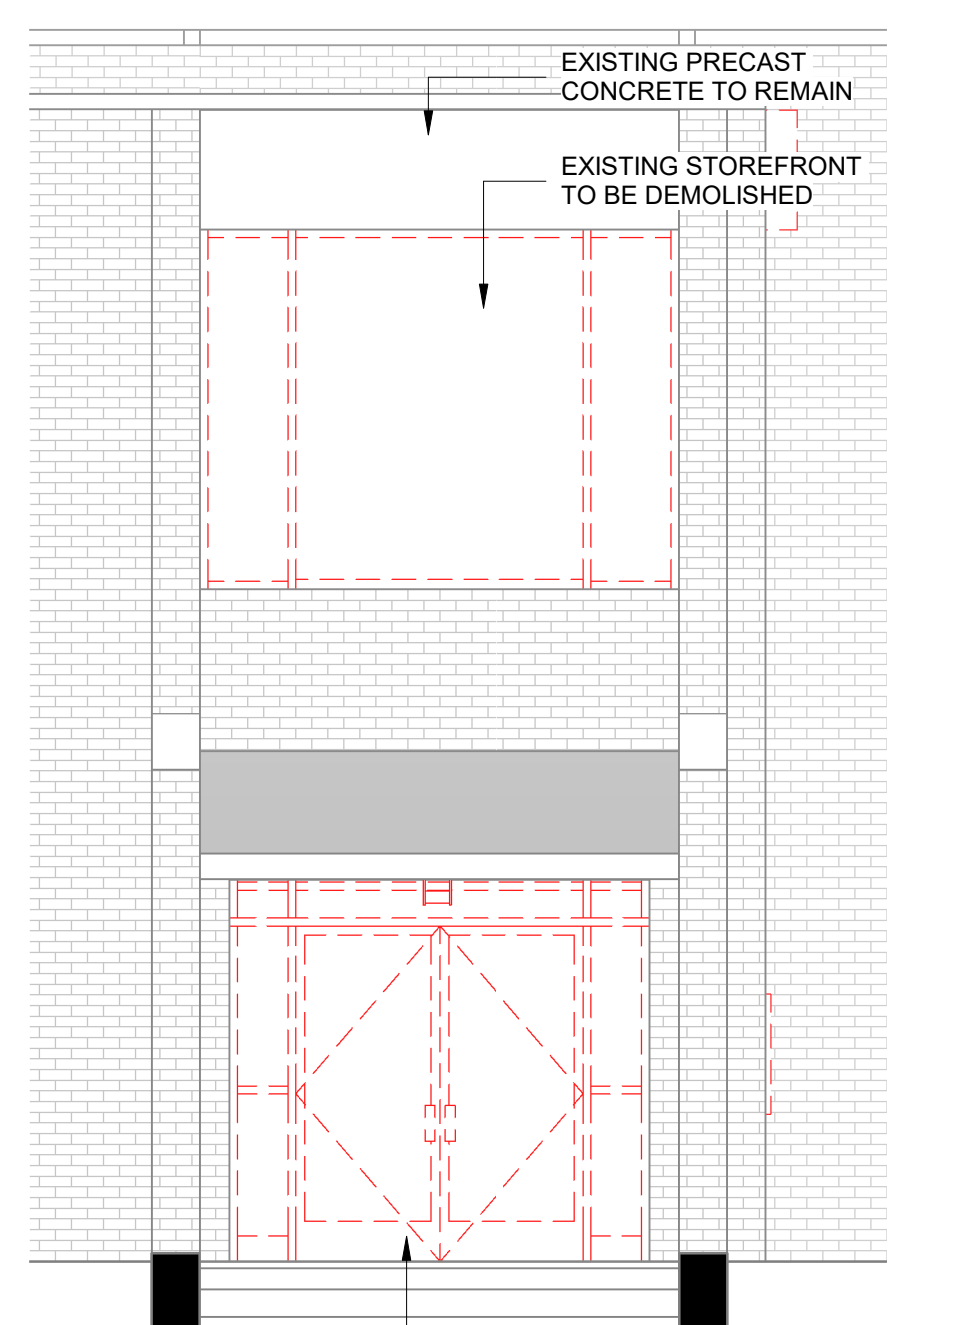 EXISTING PRECAST
CONCRETE TO REMAIN
EXISTING STOREFRONT
TO BE DEMOLISHED